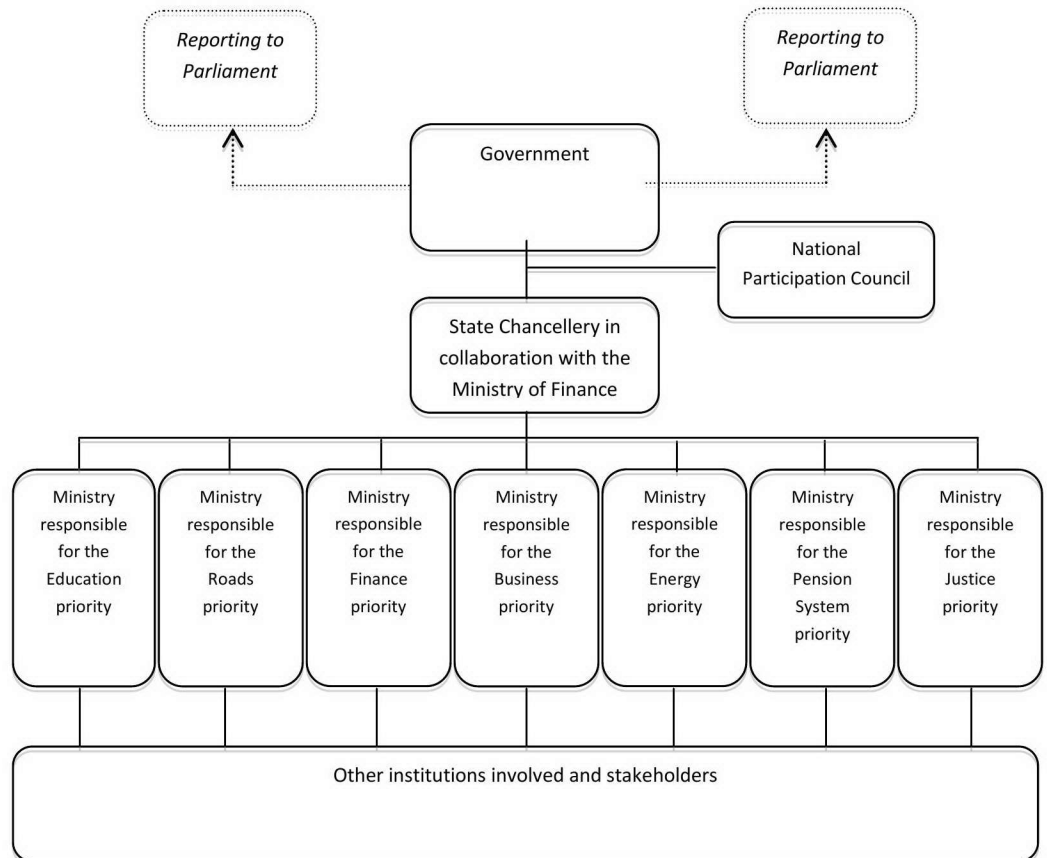 Reporting to
Parliament
Reporting to
Parliament
Government
National
Participation Council
State Chancellery in
collaboration with the
Ministry of Finance
Ministry
responsible
for the
Education
priority
Ministry
responsible
for the
Roads
priority
Ministry
responsible
for the
Finance
priority
Ministry
responsible
for the
Business
priority
Ministry
responsible
for the
Energy
priority
Ministry
responsible
for the
Pension
System
priority
Ministry
responsible
for the
Justice
priority
Other institutions involved and stakeholders